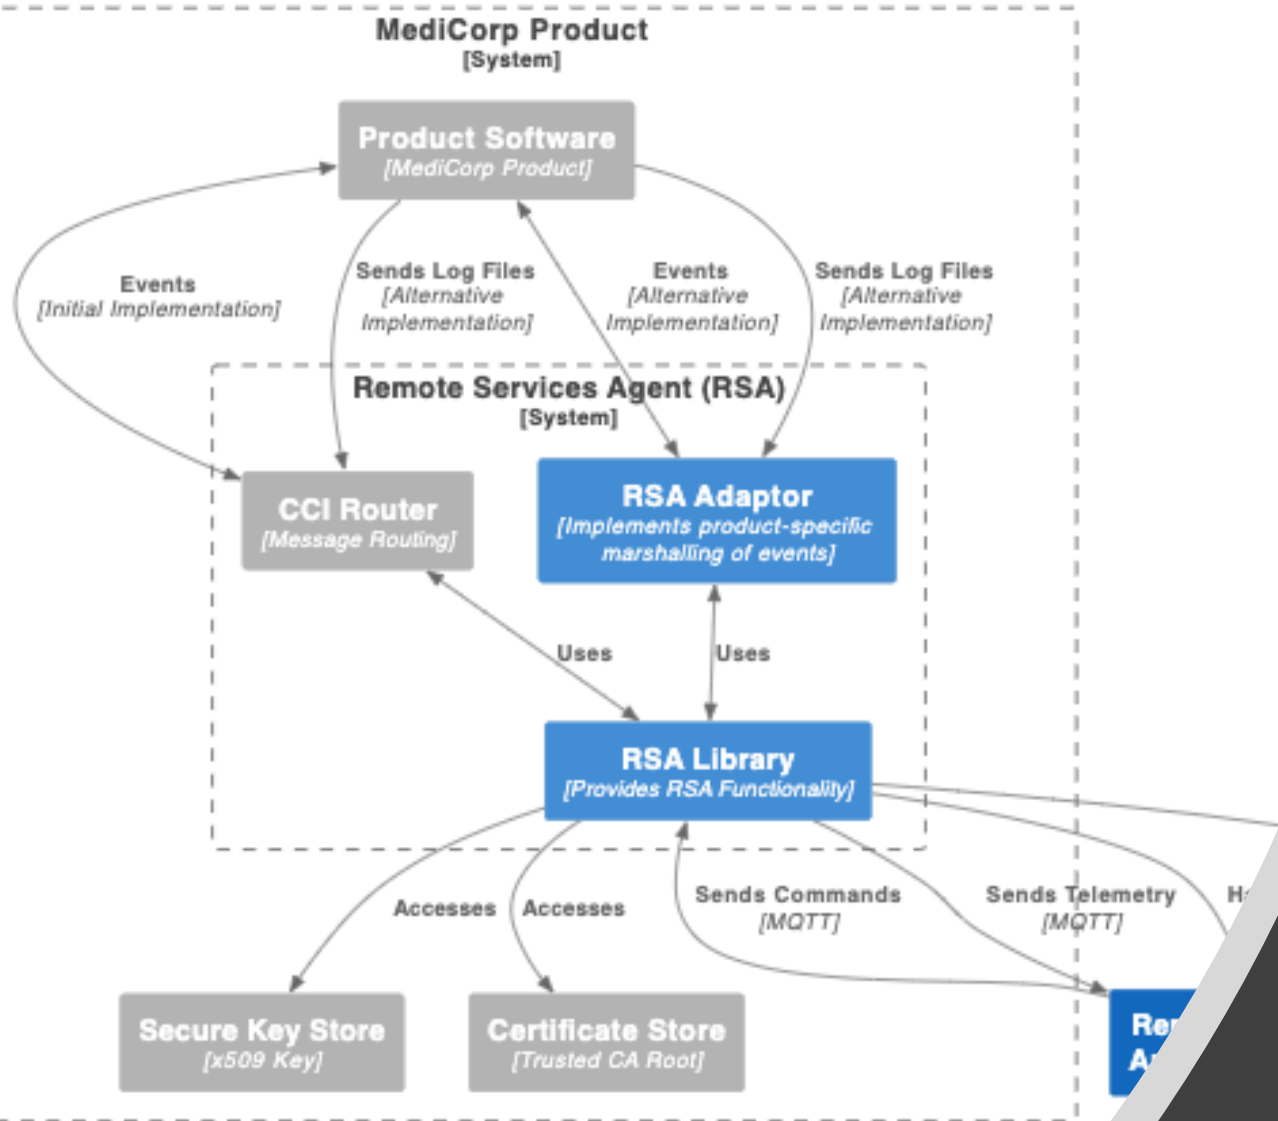 MediCorp Product
[System]
Product Software
[MediCorp Product]
Events
[Initial Implementation]
Sends Log Files
[Alternative
Implementation]
Events
[Alternative
Implementation]
Sends Log Files
[Alternative
Implementation]
Remote Services Agent (RSA)
[System]
CCI Router
[Message Routing]
RSA Adaptor
[Implements product-specific
marshalling of events]
Uses
Uses
RSA Library
[Provides RSA Functionality]
Accesses
Accesses
Sends Commands
[MQTT]
Sends Telemetry
[MQTT]
Secure Key Store
[x509 Key]
Certificate Store
[Trusted CA Root]